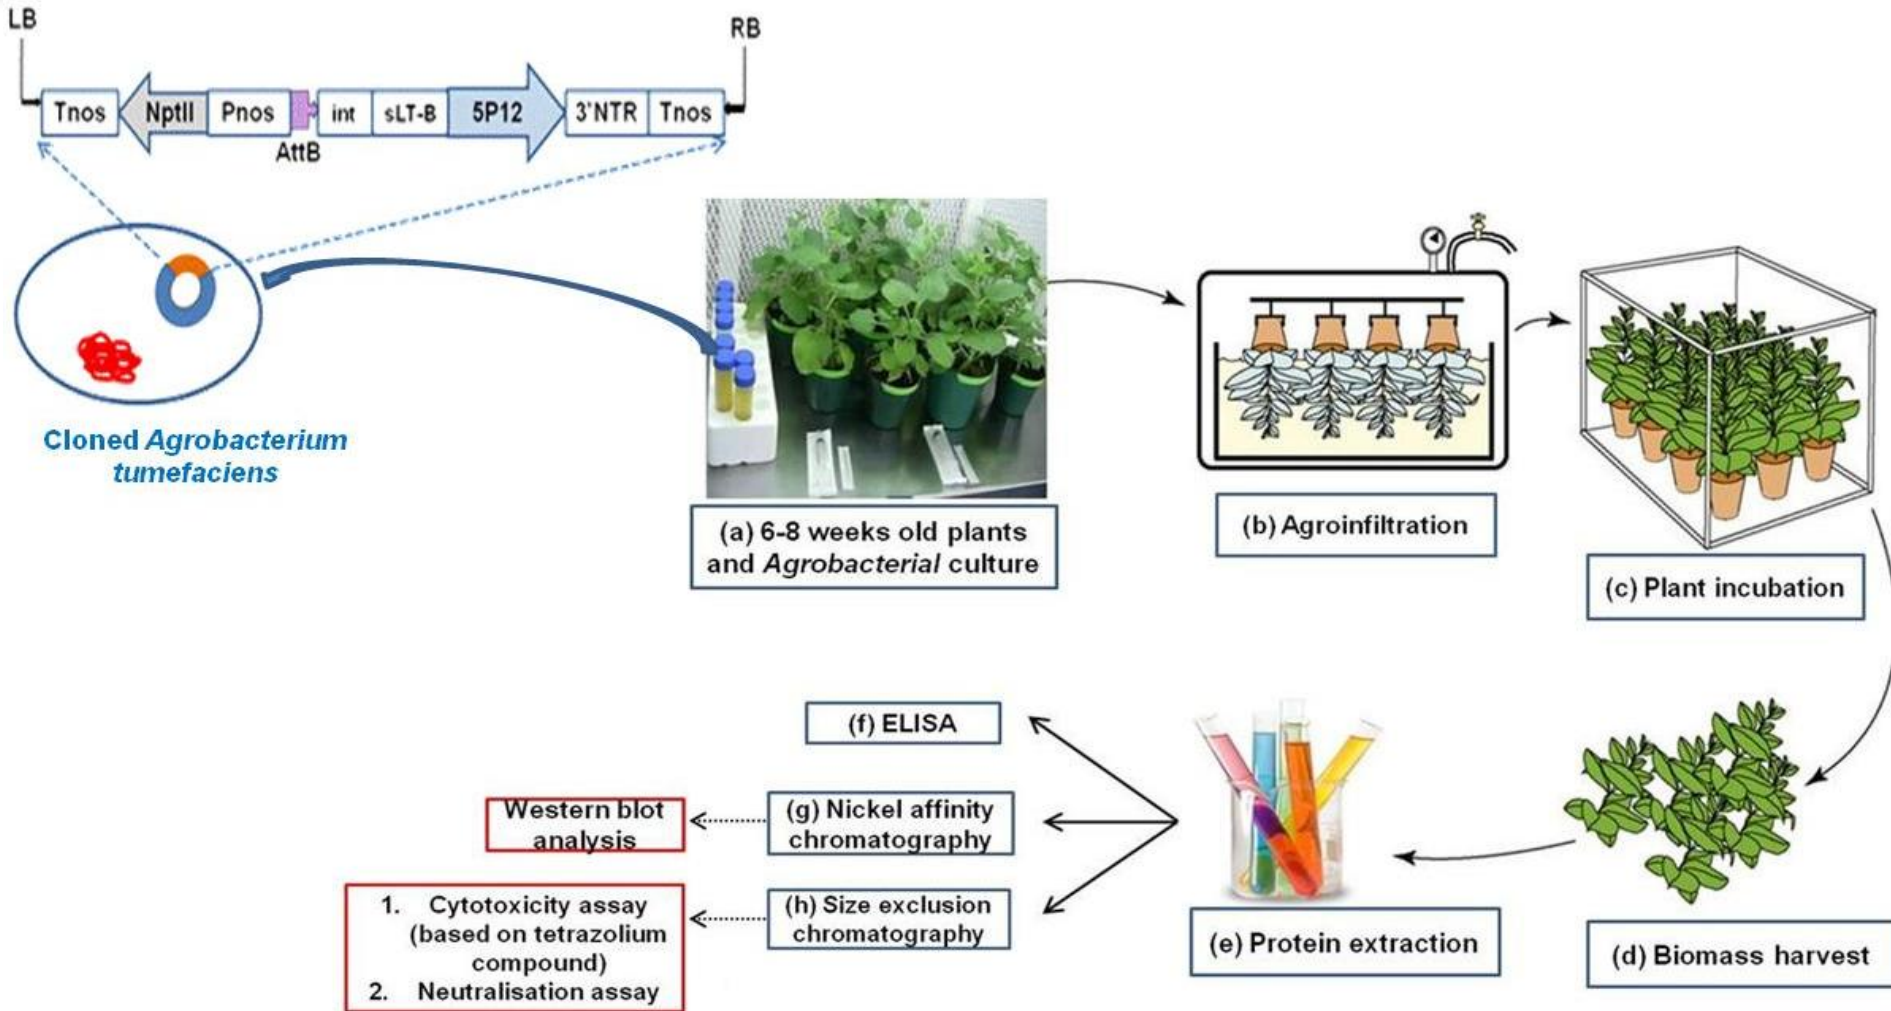 LB
RB
Tnos
NptII
Pnos
int
sLT-B
5P12
3'NTR
Tnos
AttB
Cloned Agrobacterium
tumefaciens
(a) 6-8 weeks old plants
and Agrobacterial culture
(b) Agroinfiltration
(c) Plant incubation
(f) ELISA
Western blot
analysis
(g) Nickel affinity
chromatography
1. Cytotoxicity assay
(based on tetrazolium
compound)
2. Neutralisation assay
(h) Size exclusion
chromatography
(e) Protein extraction
(d) Biomass harvest